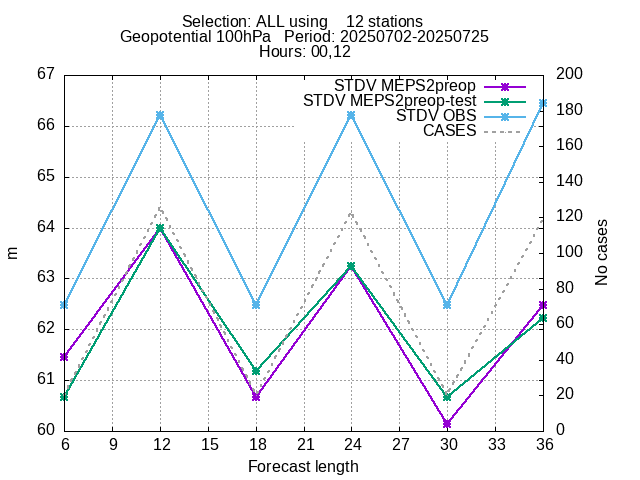 Selection: ALL using    12 stations
Geopotential 100hPa   Period: 20250702-20250725
Hours: 00,12
67 200
STDV MEPS2preop
STDV MEPS2preop-test
STDV OBS
CASES
66 180
65 160
64 140
63 120
62 100
61 80
60 60
40
20
0
m
No cases
6 9 12 15 18 21 24 27 30 33 36
Forecast length